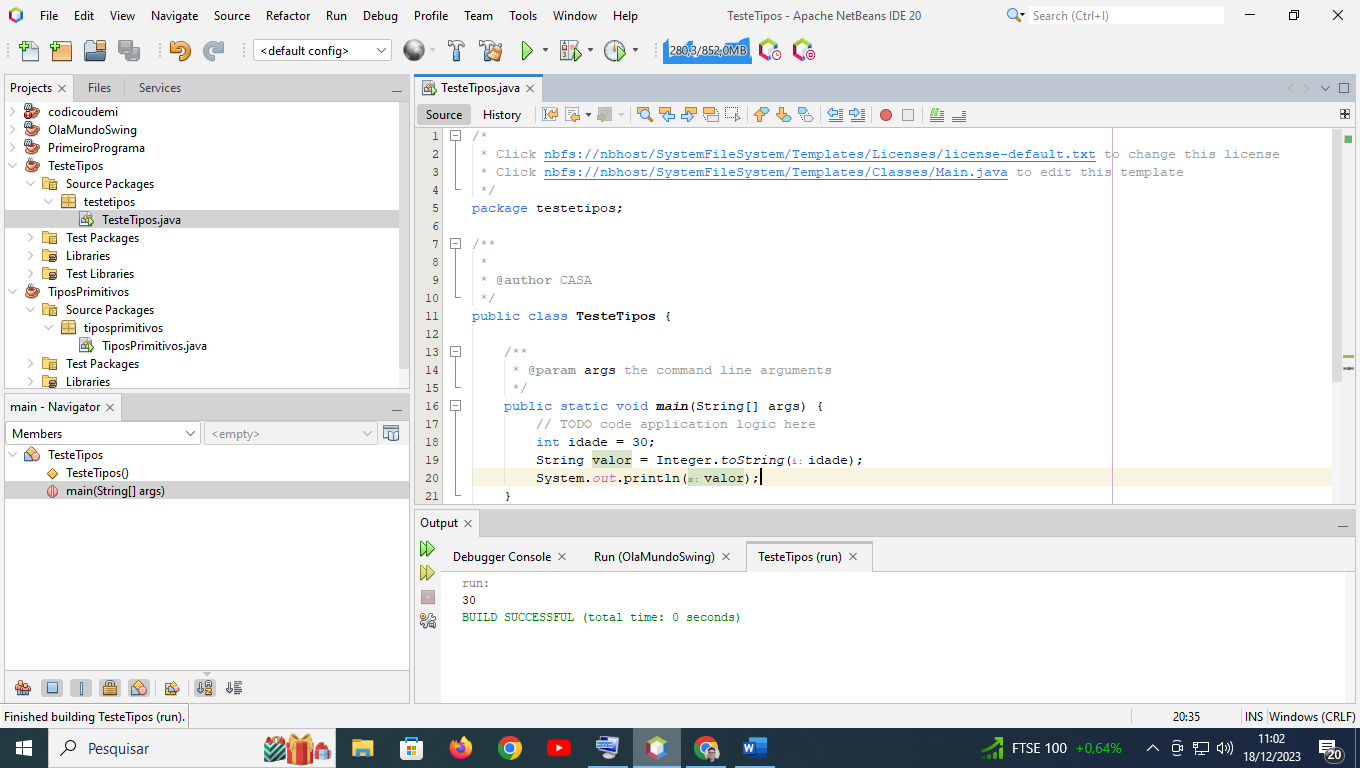 File Edit View Navigate Source Refactor Run Debug Profile Team Tools Window Help
TesteTipos - Apache NetBeans IDE 20
Search (Ctrl+I)
<default config>
280,3/852,0MB
Projects Files Services
codicoudemi
OlaMundoSwing
PrimeiroPrograma
TesteTipos
Source Packages
testetipos
TesteTipos.java
Test Packages
Libraries
Test Libraries
TiposPrimitivos
Source Packages
tiposprimitivos
TiposPrimitivos.java
Test Packages
Libraries
main - Navigator
Members <empty>
TesteTipos
TesteTipos()
main(String[] args)
TesteTipos.java
Source History
1 /*
2 * Click nbfs://nbhost/SystemFileSystem/Templates/Licenses/license-default.txt to change this license
3 * Click nbfs://nbhost/SystemFileSystem/Templates/Classes/Main.java to edit this template
4 */
5 package testetipos;
6
7 /**
8 *
9 * @author CASA
10 */
11 public class TesteTipos {
12
13 /**
14 * @param args the command line arguments
15 */
16 public static void main(String[] args) {
17 // TODO code application logic here
18 int idade = 30;
19 String valor = Integer.toString(i: idade);
20 System.out.println(x: valor);
21 }
Output
Debugger Console Run (OlaMundoSwing) TesteTipos (run)
run:
30
BUILD SUCCESSFUL (total time: 0 seconds)
Finished building TesteTipos (run).
20:35 INS Windows (CRLF)
Pesquisar
FTSE 100 +0,64%
11:02
18/12/2023
20